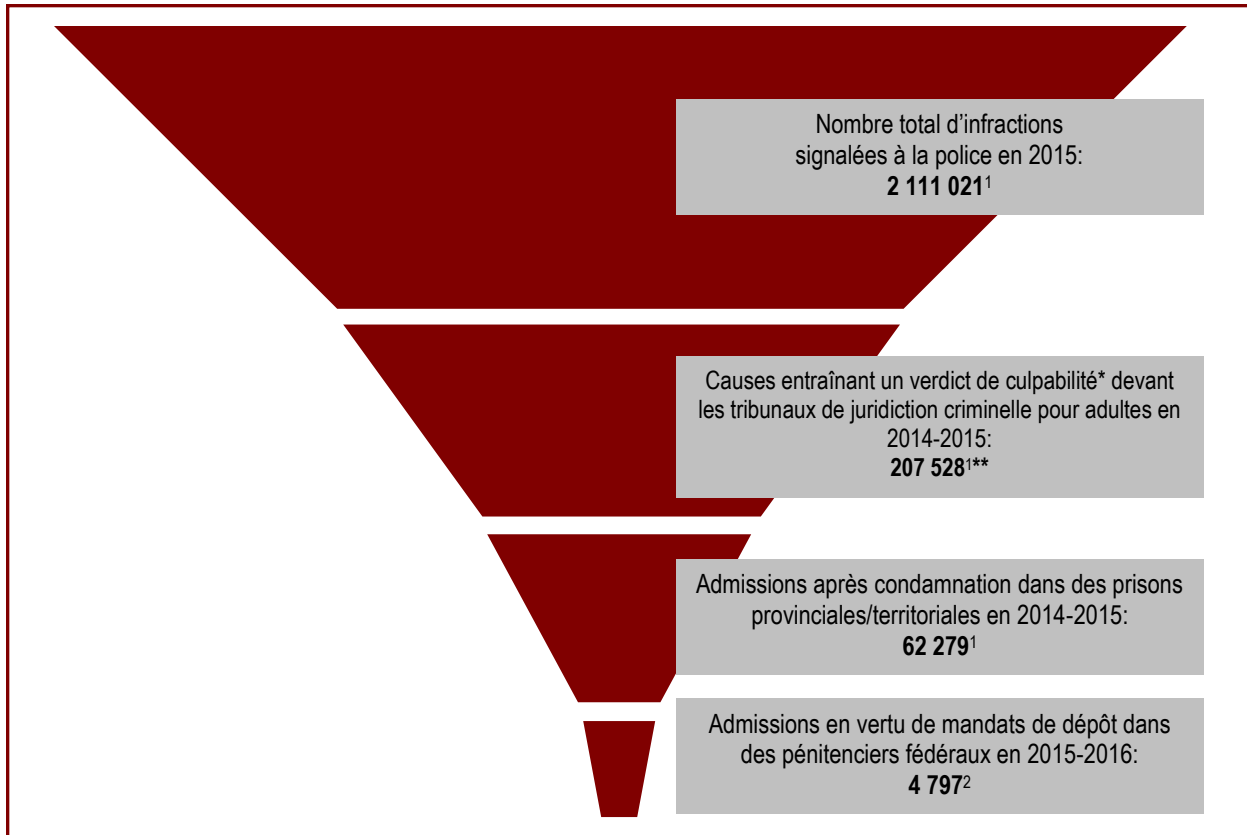 Nombre total d'infractions
signalées à la police en 2015:
2 111 021¹
Causes entraînant un verdict de culpabilité* devant
les tribunaux de juridiction criminelle pour adultes en
2014-2015:
207 528¹**
Admissions après condamnation dans des prisons
provinciales/territoriales en 2014-2015:
62 279¹
Admissions en vertu de mandats de dépôt dans
des pénitenciers fédéraux en 2015-2016:
4 797²